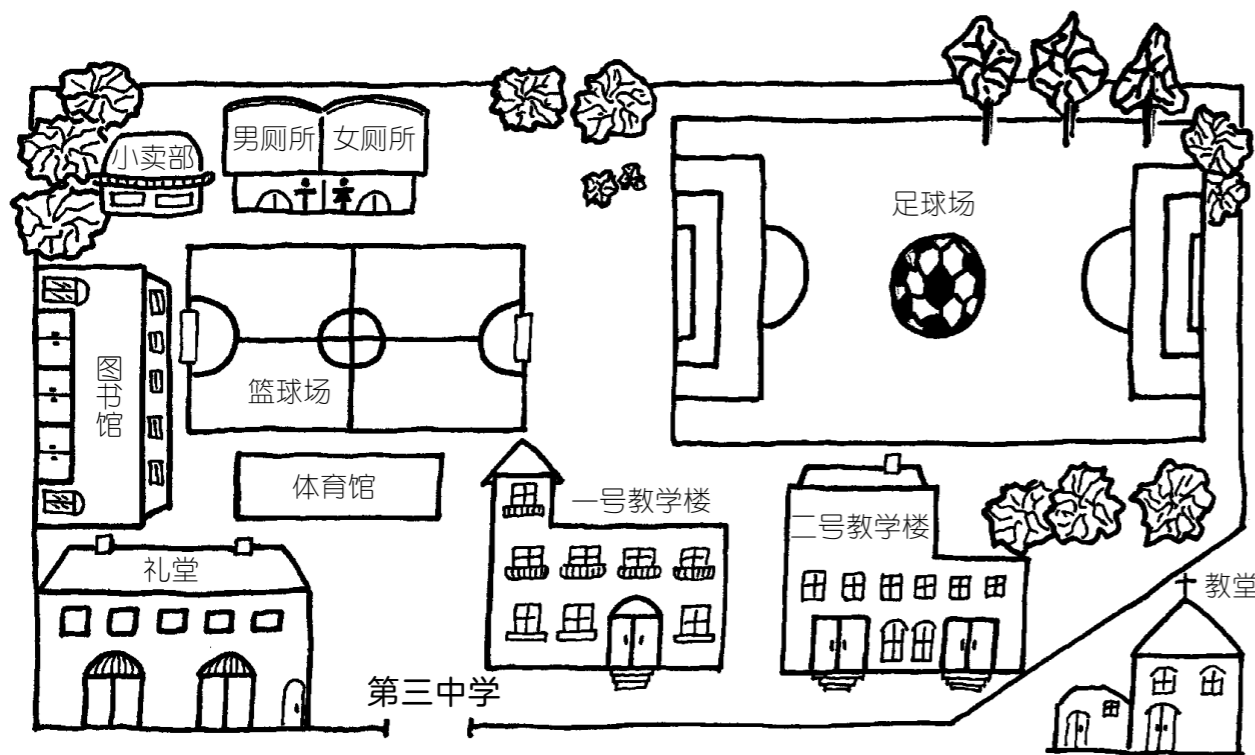 男厕所
女厕所
小卖部
足球场
图书馆
篮球场
体育馆
一号教学楼
二号教学楼
礼堂
教堂
第三中学